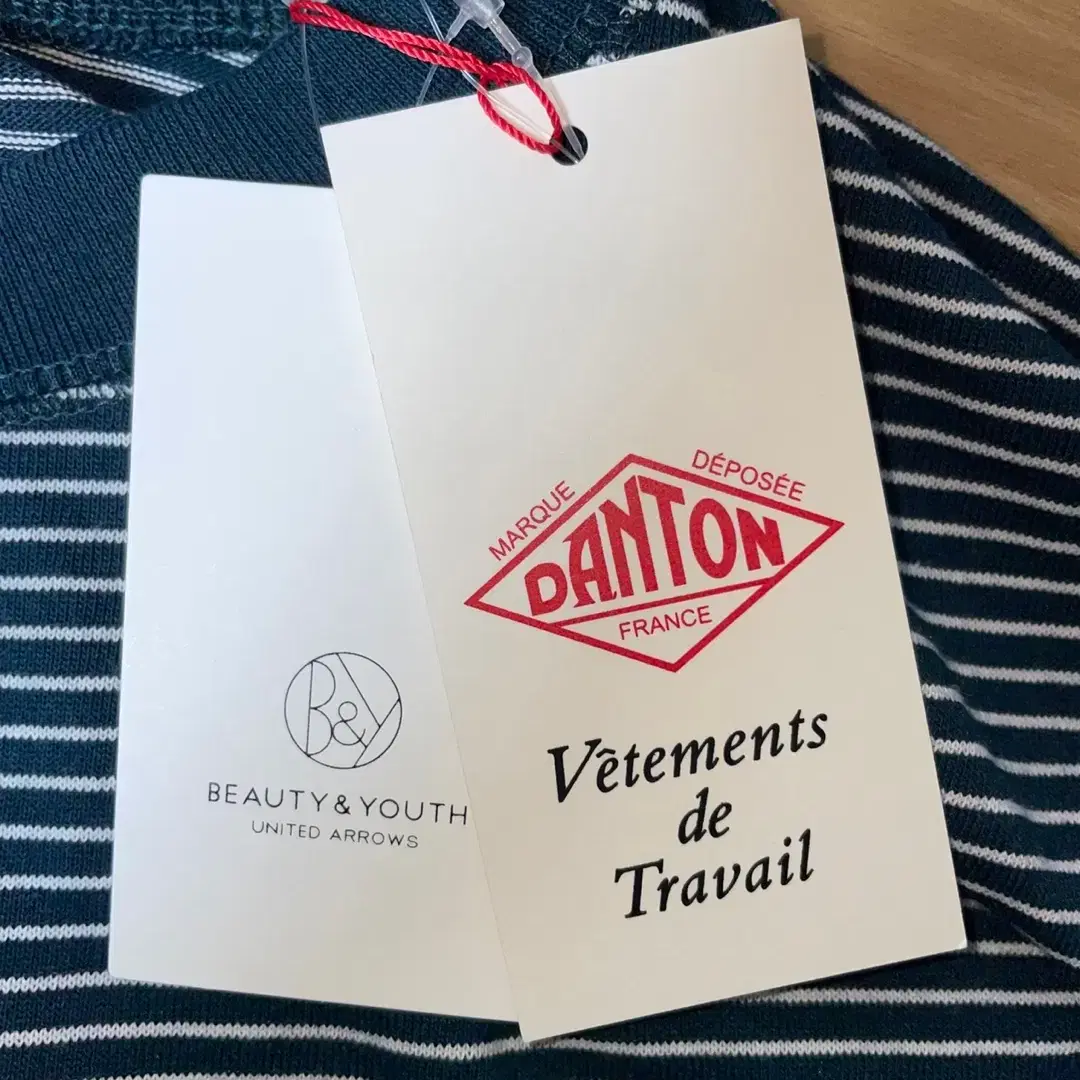 B&Y
BEAUTY & YOUTH
UNITED ARROWS
MARQUE DÉPOSÉE
DANTON
FRANCE
Vêtements
de
Travail